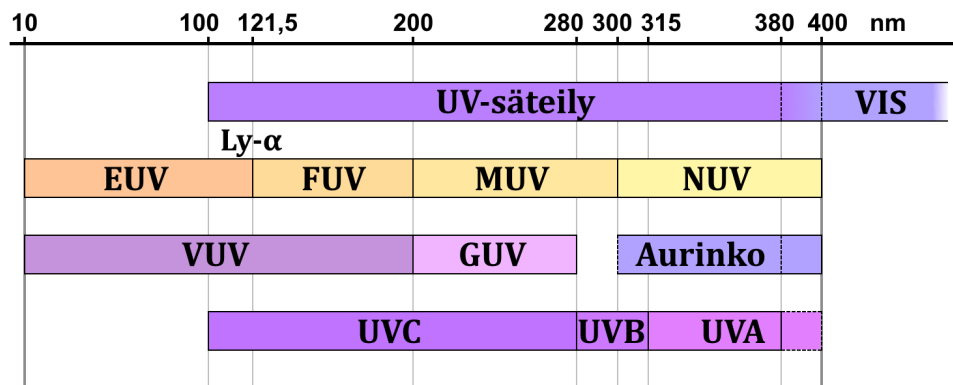 10 100 121,5 200 280 300 315 380 400 nm
UV-säteily VIS
Ly-α
EUV FUV MUV NUV
VUV GUV Aurinko
UVC UVB UVA